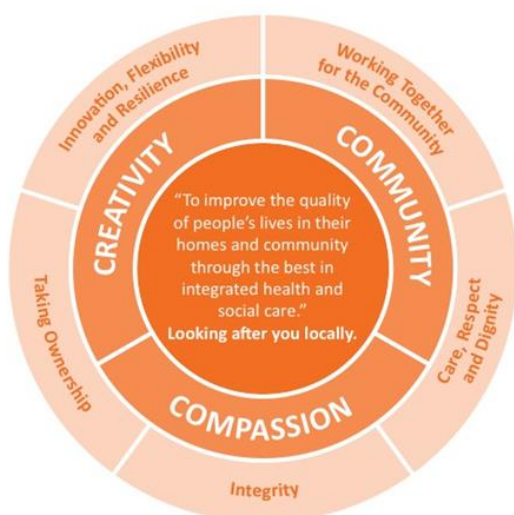 Innovation, Flexibility
and Resilience
Working Together
for the Community
CREATIVITY
COMMUNITY
“To improve the quality
of people’s lives in their
homes and community
through the best in
integrated health and
social care.”
Looking after you locally.
Taking Ownership
Care, Respect
and Dignity
COMPASSION
Integrity